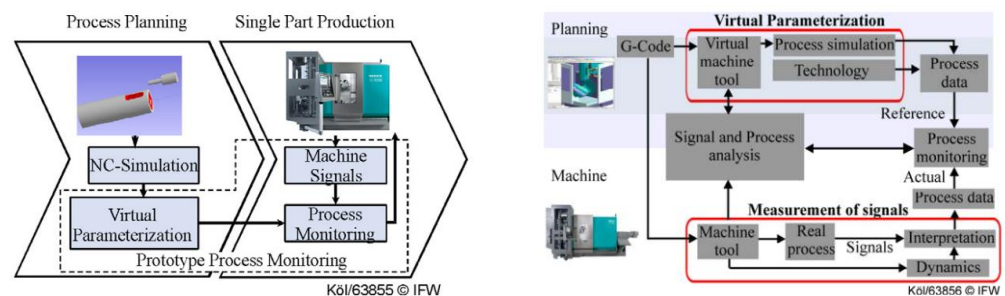 Process Planning
Single Part Production
NC-Simulation
Machine
Signals
Virtual
Parameterization
Process
Monitoring
Prototype Process Monitoring
Köl/63855 © IFW
Virtual Parameterization
Planning
G-Code
Virtual
machine
tool
Process simulation
Technology
Process
data
Reference
Signal and Process
analysis
Process
monitoring
Machine
Actual
Process data
Measurement of signals
Machine
tool
Real
process
Signals
Interpretation
Dynamics
Köl/63856 © IFW